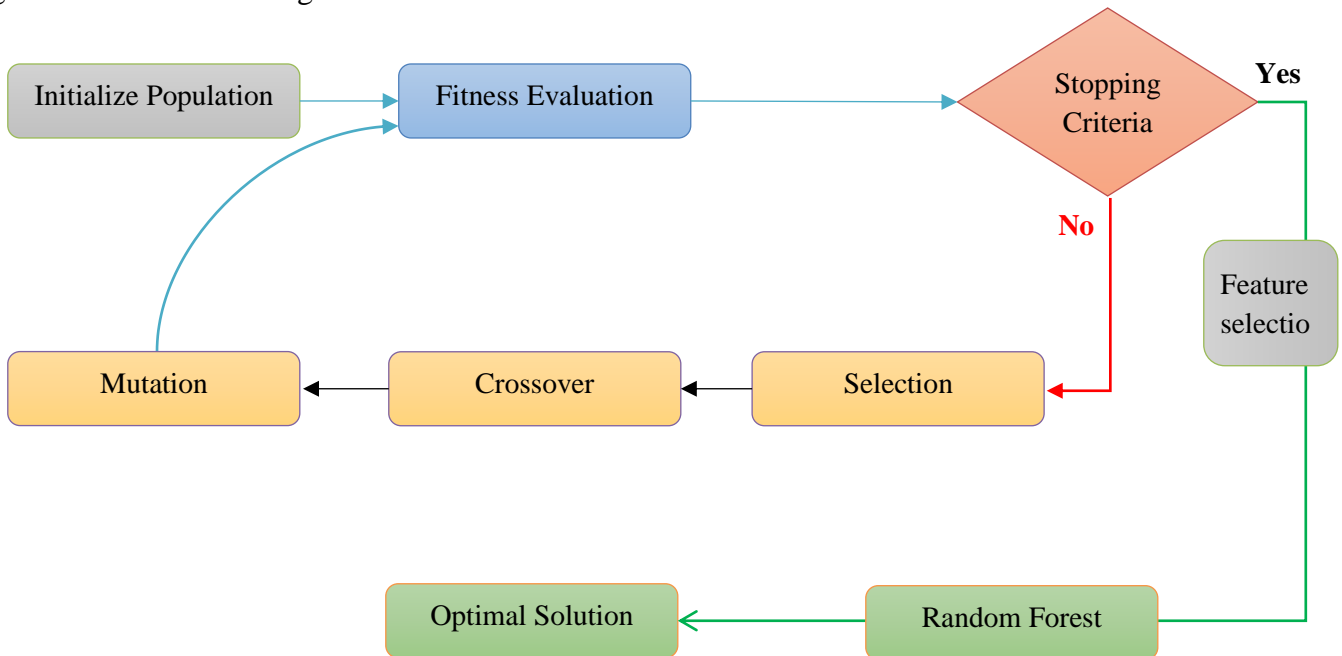 Initialize Population
Fitness Evaluation
Stopping
Criteria
Yes
No
Feature
selectio
Mutation
Crossover
Selection
Optimal Solution
Random Forest